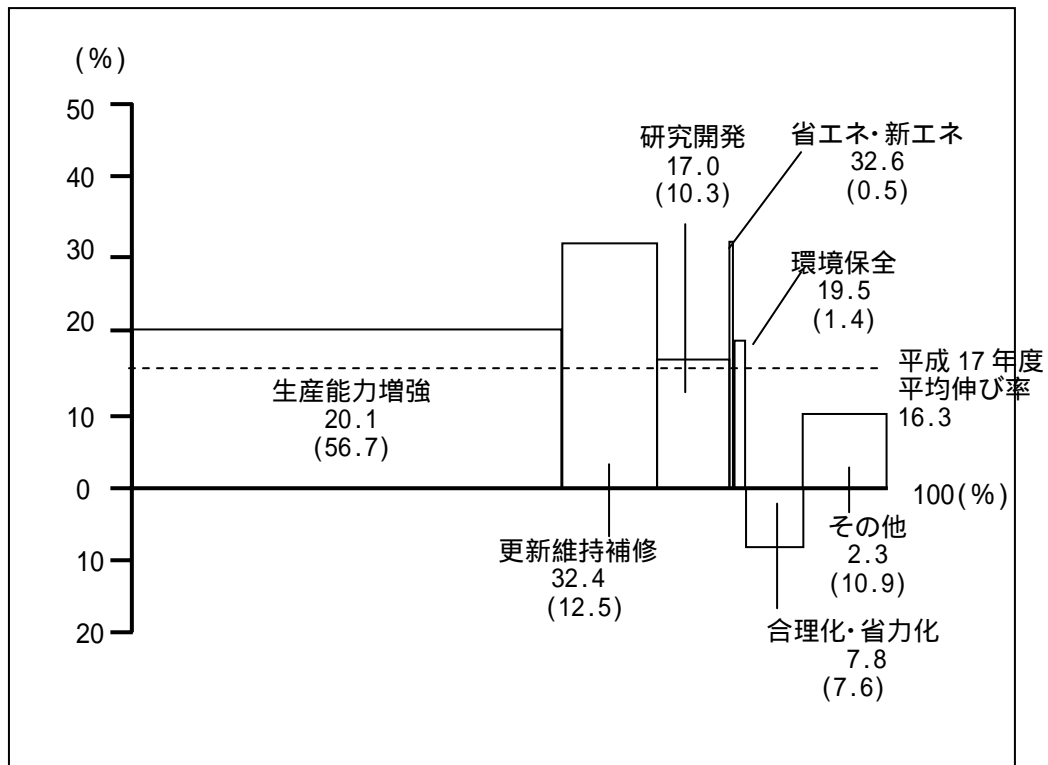 (%)
50
40
30
20
10
0
10
20
研究開発
17.0
(10.3)
省エネ・新エネ
32.6
(0.5)
環境保全
19.5
(1.4)
平成 17 年度
平均伸び率
16.3
生産能力増強
20.1
(56.7)
100(%)
更新維持補修
32.4
(12.5)
その他
2.3
(10.9)
合理化・省力化
7.8
(7.6)